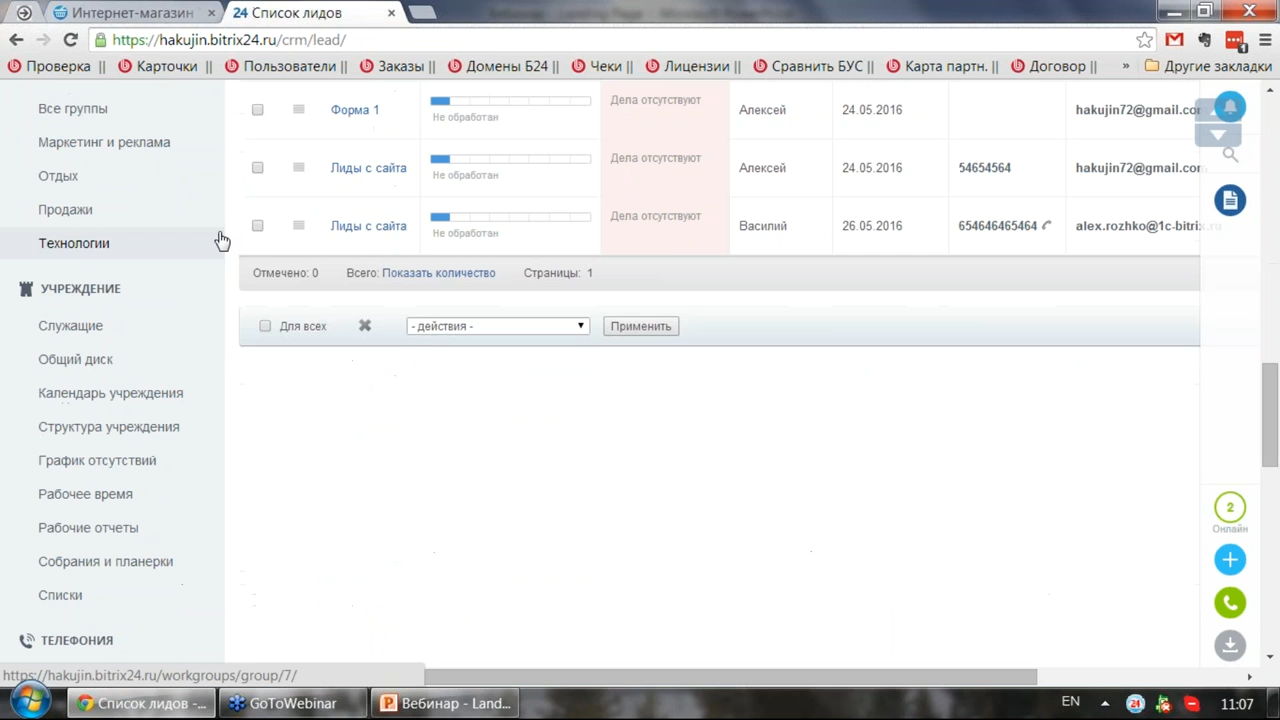 Интернет-магазин
24 Список лидов
https://hakujin.bitrix24.ru/crm/lead/
Проверка || Карточки || Пользователи || Заказы || Домены Б24 || Чеки || Лицензии || Сравнить БУС || Карта партн. || Договор || » Другие закладки
Все группы
Маркетинг и реклама
Отдых
Продажи
Технологии
УЧРЕЖДЕНИЕ
Служащие
Общий диск
Календарь учреждения
Структура учреждения
График отсутствий
Рабочее время
Рабочие отчеты
Собрания и планерки
Списки
ТЕЛЕФОНИЯ
Форма 1 Не обработан Дела отсутствуют Алексей 24.05.2016 hakujin72@gmail.com
Лиды с сайта Не обработан Дела отсутствуют Алексей 24.05.2016 54654564 hakujin72@gmail.com
Лиды с сайта Не обработан Дела отсутствуют Василий 26.05.2016 654646465464 alex.rozhko@1c-bitrix.ru
Отмечено: 0 Всего: Показать количество Страницы: 1
Для всех - действия - Применить
2
Онлайн
https://hakujin.bitrix24.ru/workgroups/group/7/
Список лидов -...
GoToWebinar
Вебинар - Land...
EN
24
11:07